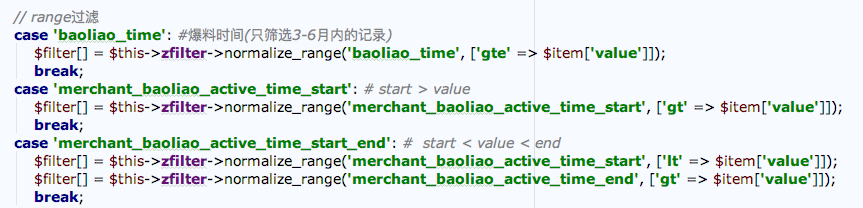 // range过滤
case 'baoliao_time': #爆料时间(只筛选3-6月内的记录)
$filter[] = $this->zfilter->normalize_range('baoliao_time', ['gte' => $item['value']]);
break;
case 'merchant_baoliao_active_time_start': # start > value
$filter[] = $this->zfilter->normalize_range('merchant_baoliao_active_time_start', ['gt' => $item['value']]);
break;
case 'merchant_baoliao_active_time_start_end': #  start < value < end
$filter[] = $this->zfilter->normalize_range('merchant_baoliao_active_time_start', ['lt' => $item['value']]);
$filter[] = $this->zfilter->normalize_range('merchant_baoliao_active_time_end', ['gt' => $item['value']]);
break;